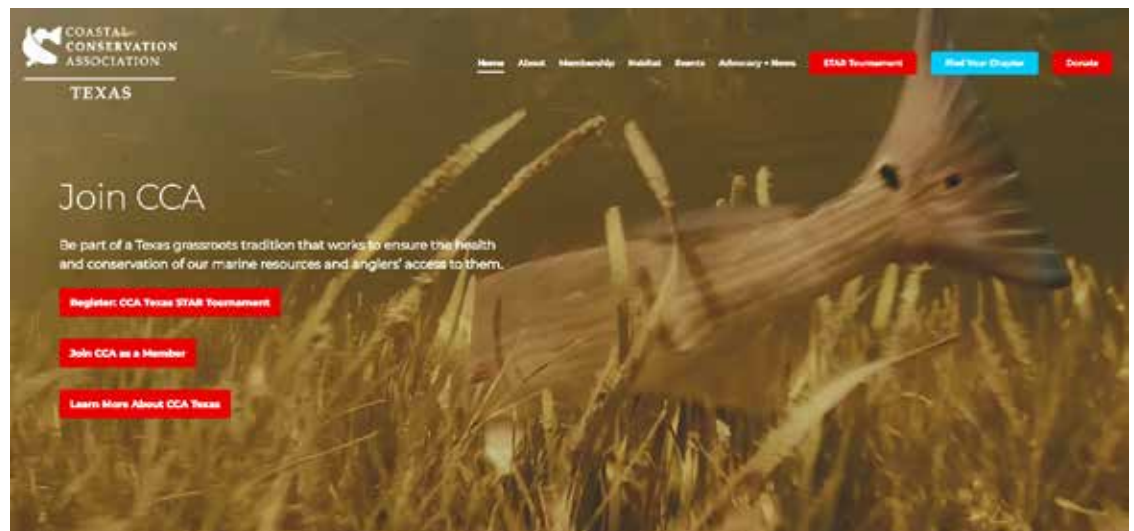 COASTAL
CONSERVATION
ASSOCIATION
TEXAS
Home About Membership Habitat Events Advocacy + News STAR Tournament Find Your Chapter Donate
Join CCA
Be part of a Texas grassroots tradition that works to ensure the health
and conservation of our marine resources and anglers' access to them.
Register: CCA Texas STAR Tournament
Join CCA as a Member
Learn More About CCA Texas